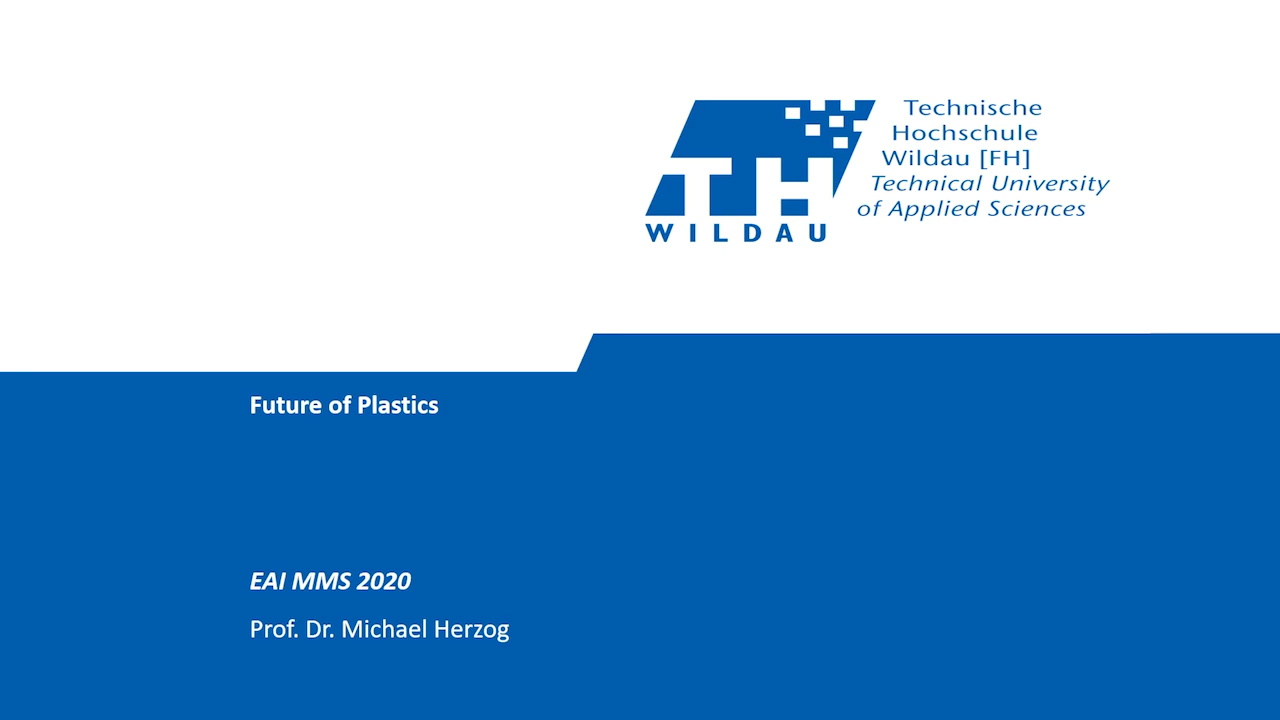 TH
WILDAU
Technische
Hochschule
Wildau [FH]
Technical University
of Applied Sciences
Future of Plastics
EAI MMS 2020
Prof. Dr. Michael Herzog